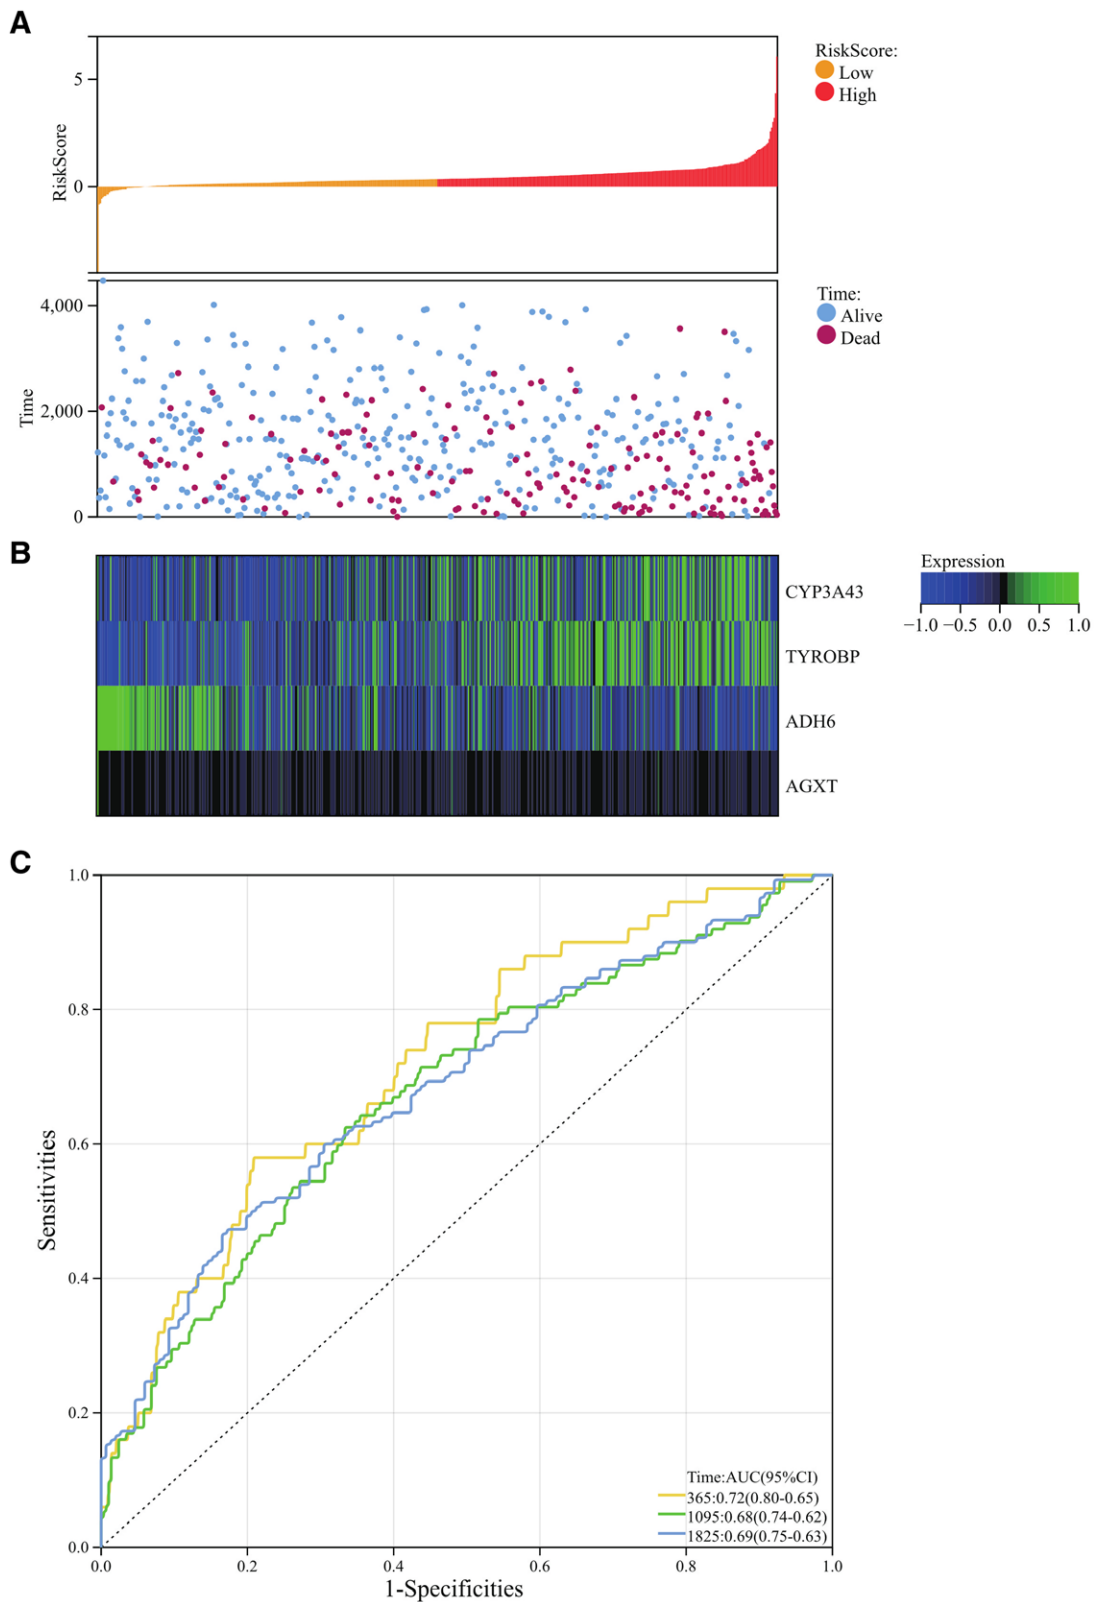 A
RiskScore
5
0
RiskScore:
Low
High
Time
4,000
2,000
0
Time:
Alive
Dead
B
CYP3A43
TYROBP
ADH6
AGXT
Expression
−1.0 −0.5 0.0 0.5 1.0
C
Sensitivities
1.0
0.8
0.6
0.4
0.2
0.0
Time:AUC(95%CI)
365:0.72(0.80-0.65)
1095:0.68(0.74-0.62)
1825:0.69(0.75-0.63)
0.0 0.2 0.4 0.6 0.8 1.0
1-Specificities